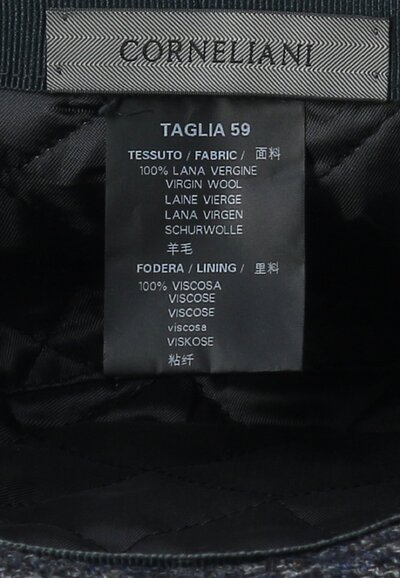 CORNELIANI
TAGLIA 59
TESSUTO / FABRIC / 面料
100% LANA VERGINE
VIRGIN WOOL
LAINE VIERGE
LANA VIRGEN
SCHURWOLLE
羊毛
FODERA / LINING / 里料
100% VISCOSA
VISCOSE
VISCOSE
viscosa
VISKOSE
粘纤